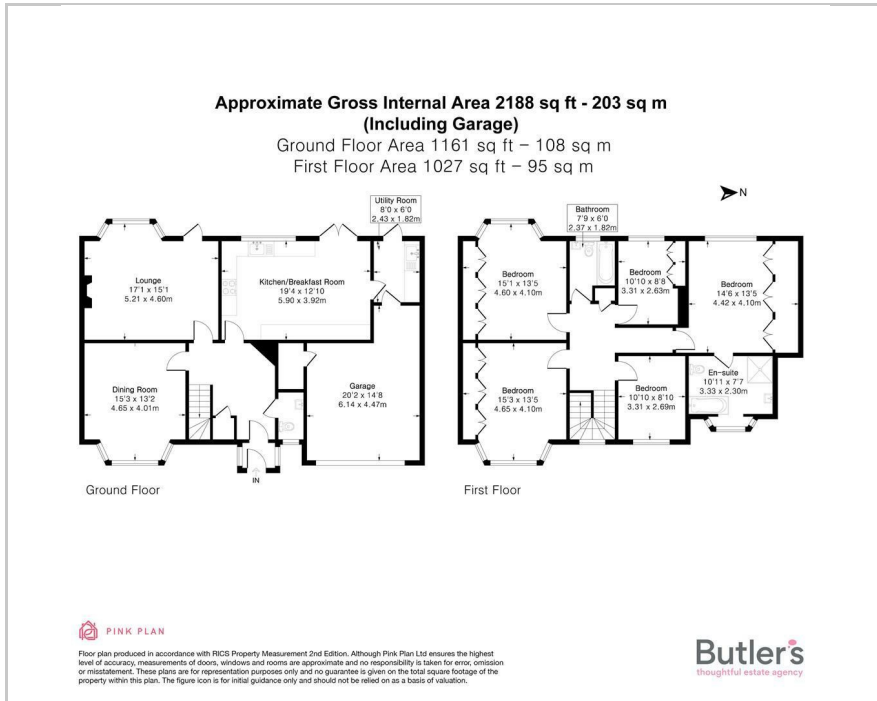 Approximate Gross Internal Area 2188 sq ft - 203 sq m
(Including Garage)
Ground Floor Area 1161 sq ft – 108 sq m
First Floor Area 1027 sq ft – 95 sq m
N
Utility Room
8'0 x 6'0
2.43 x 1.82m
Lounge
17'1 x 15'1
5.21 x 4.60m
Kitchen/Breakfast Room
19'4 x 12'10
5.90 x 3.92m
Dining Room
15'3 x 13'2
4.65 x 4.01m
Garage
20'2 x 14'8
6.14 x 4.47m
IN
Ground Floor
Bathroom
7'9 x 6'0
2.37 x 1.82m
Bedroom
15'1 x 13'5
4.60 x 4.10m
Bedroom
10'10 x 8'8
3.31 x 2.63m
Bedroom
14'6 x 13'5
4.42 x 4.10m
Bedroom
15'3 x 13'5
4.65 x 4.10m
Bedroom
10'10 x 8'10
3.31 x 2.69m
En-suite
10'11 x 7'7
3.33 x 2.30m
First Floor
PINK PLAN
Floor plan produced in accordance with RICS Property Measurement 2nd Edition. Although Pink Plan Ltd ensures the highest
level of accuracy, measurements of doors, windows and rooms are approximate and no responsibility is taken for error, omission
or misstatement. These plans are for representation purposes only and no guarantee is given on the total square footage of the
property within this plan. The figure icon is for initial guidance only and should not be relied on as a basis of valuation.
Butler's
thoughtful estate agency